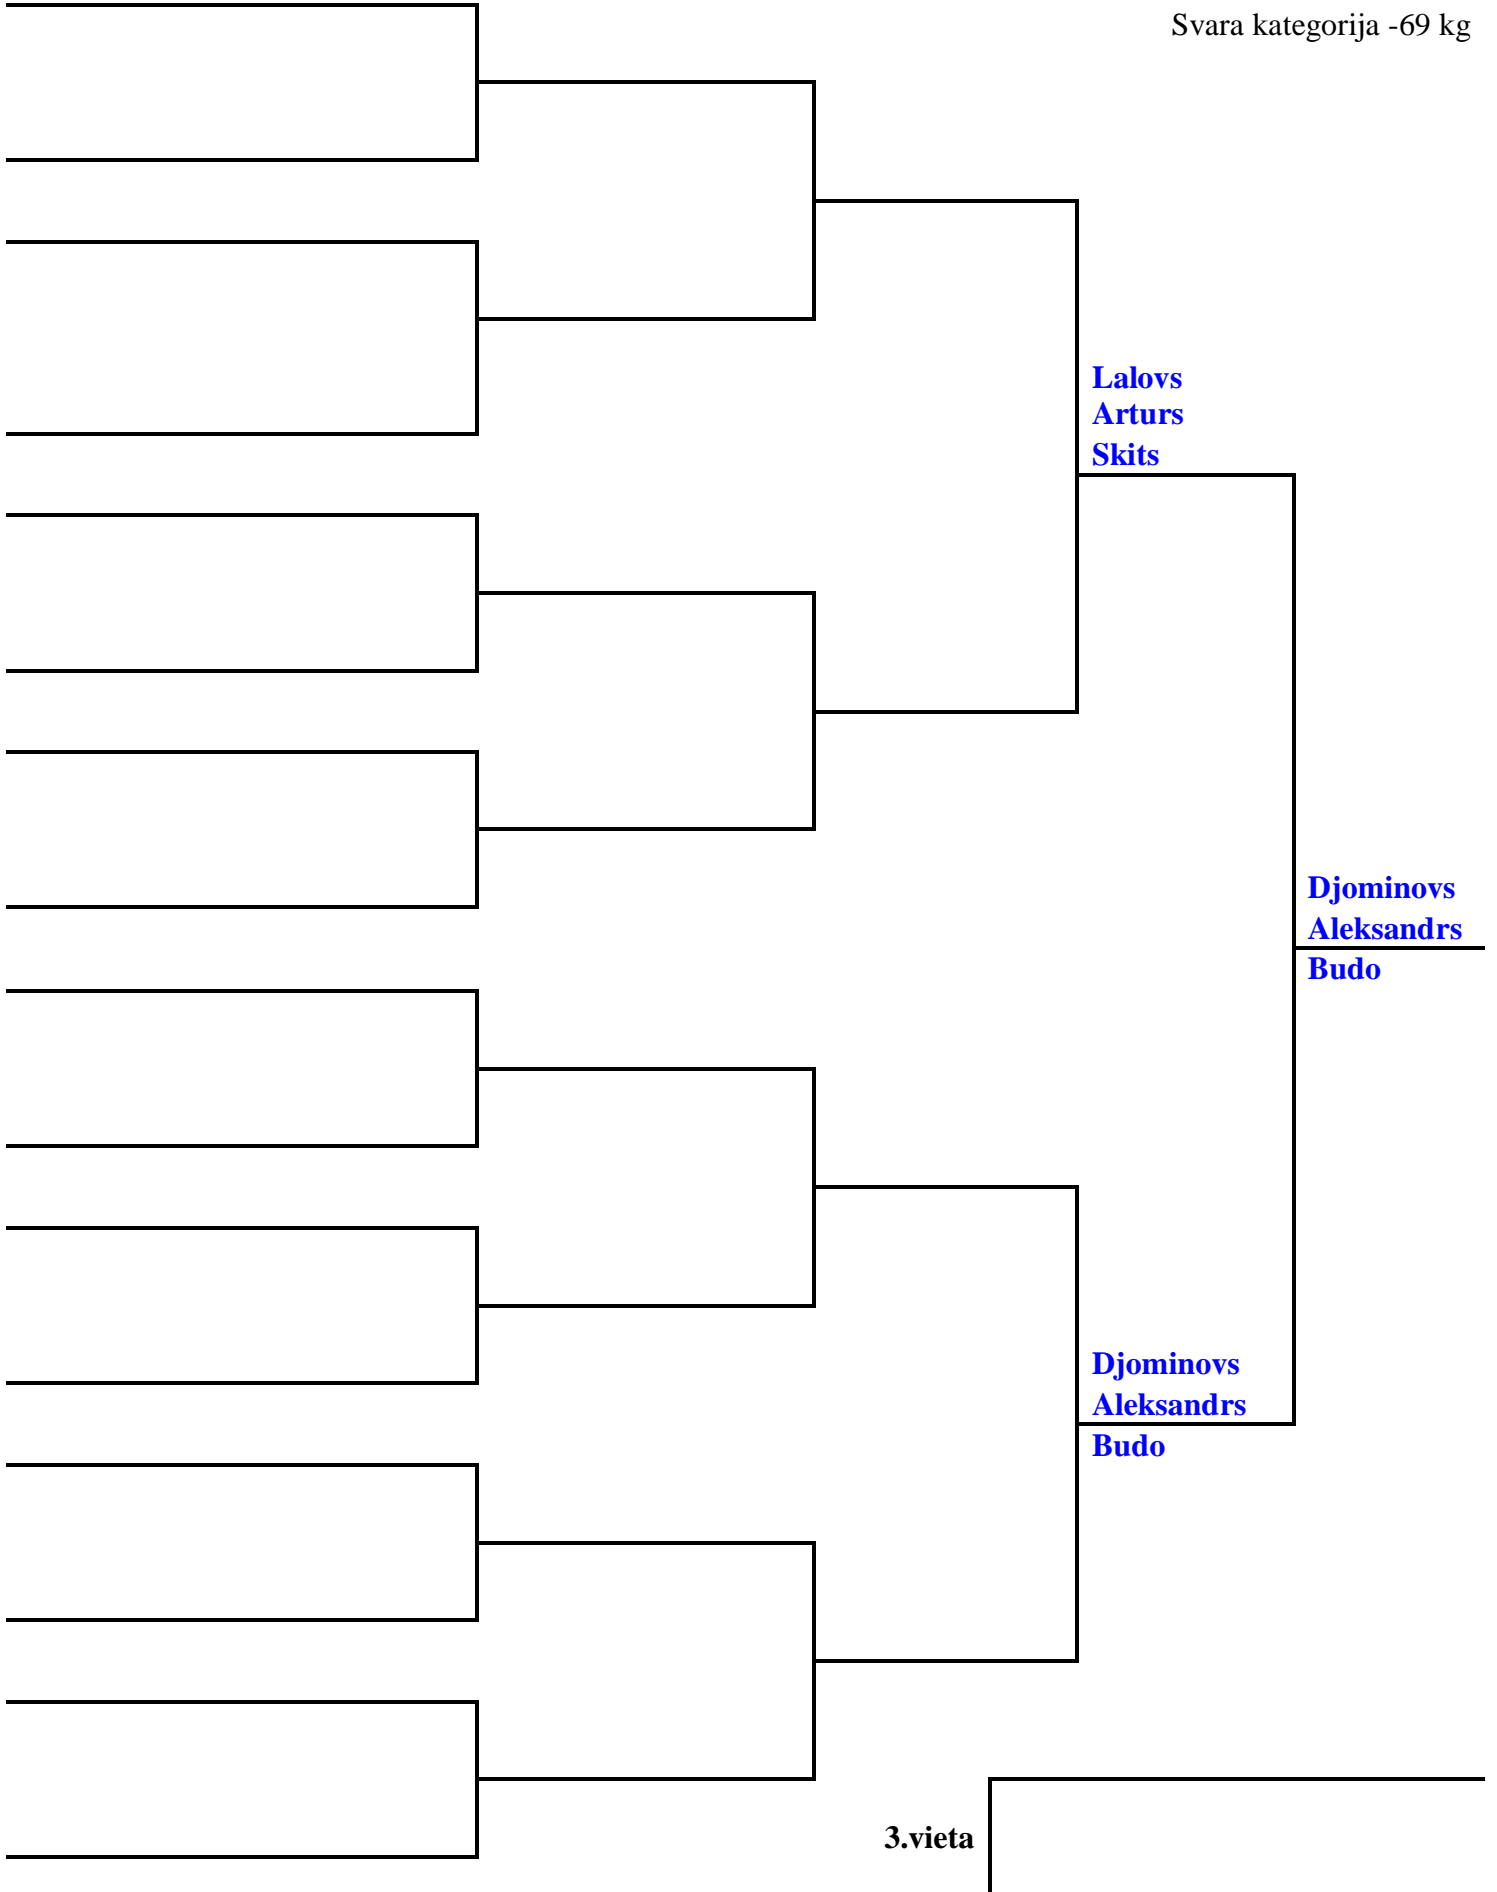 Svara kategorija -69 kg
Lalovs
Arturs
Skits
Djominovs
Aleksandrs
Budo
Djominovs
Aleksandrs
Budo
3.vieta